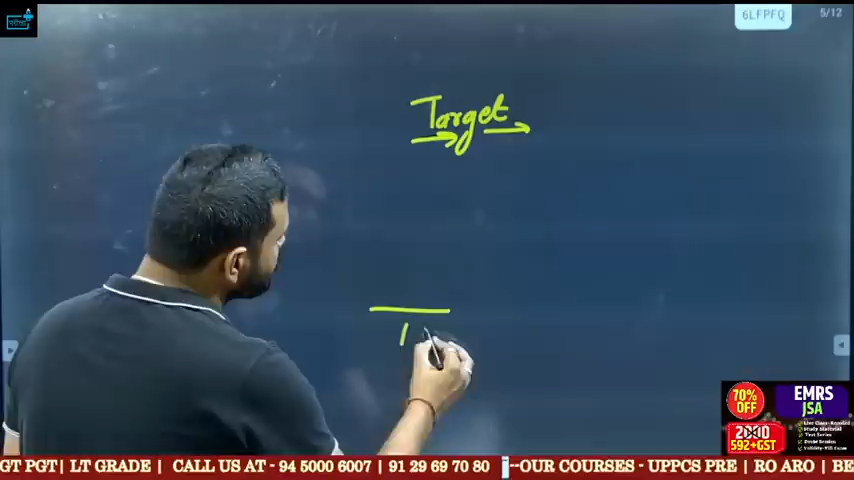 6LFPFQ
5/12
Target
1
70%
OFF
EMRS
JSA
592+GST
GT PGT| LT GRADE | CALL US AT - 94 5000 6007 | 91 29 69 70 80 |--OUR COURSES - UPPCS PRE | RO ARO | BE